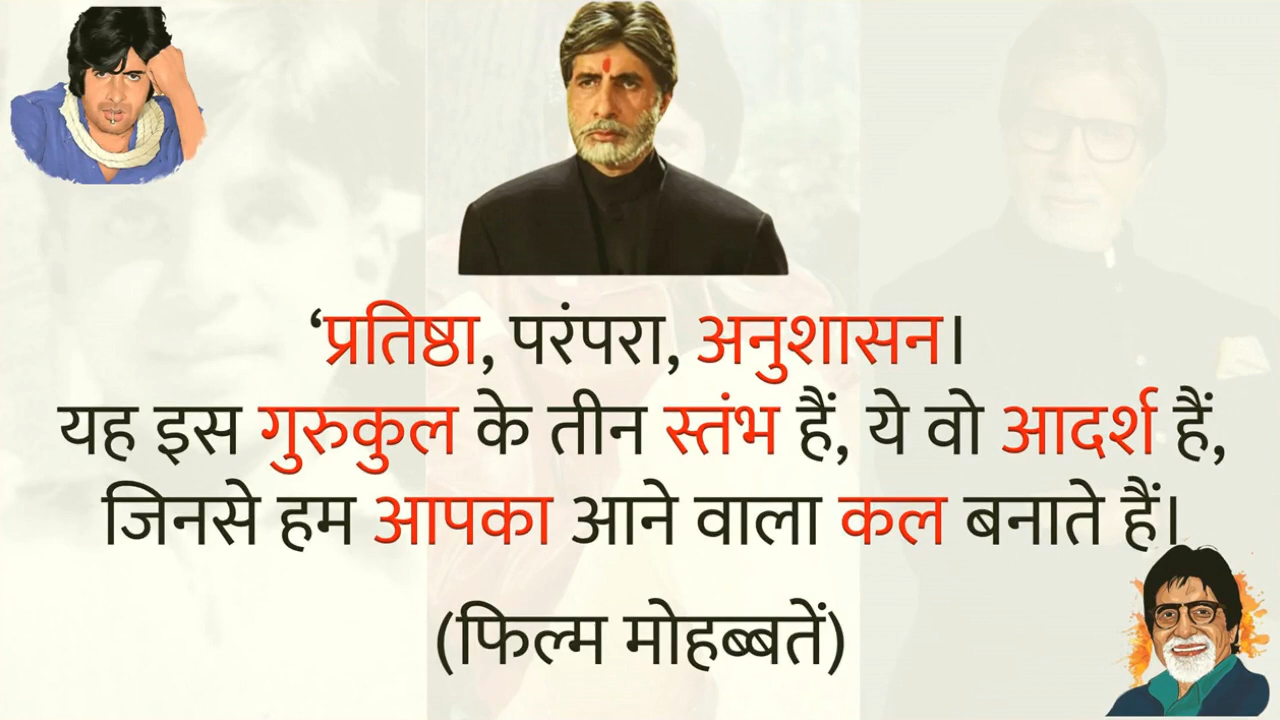 ‘प्रतिष्ठा, परंपरा, अनुशासन।
यह इस गुरुकुल के तीन स्तंभ हैं, ये वो आदर्श हैं,
जिनसे हम आपका आने वाला कल बनाते हैं।
(फिल्म मोहब्बतें)